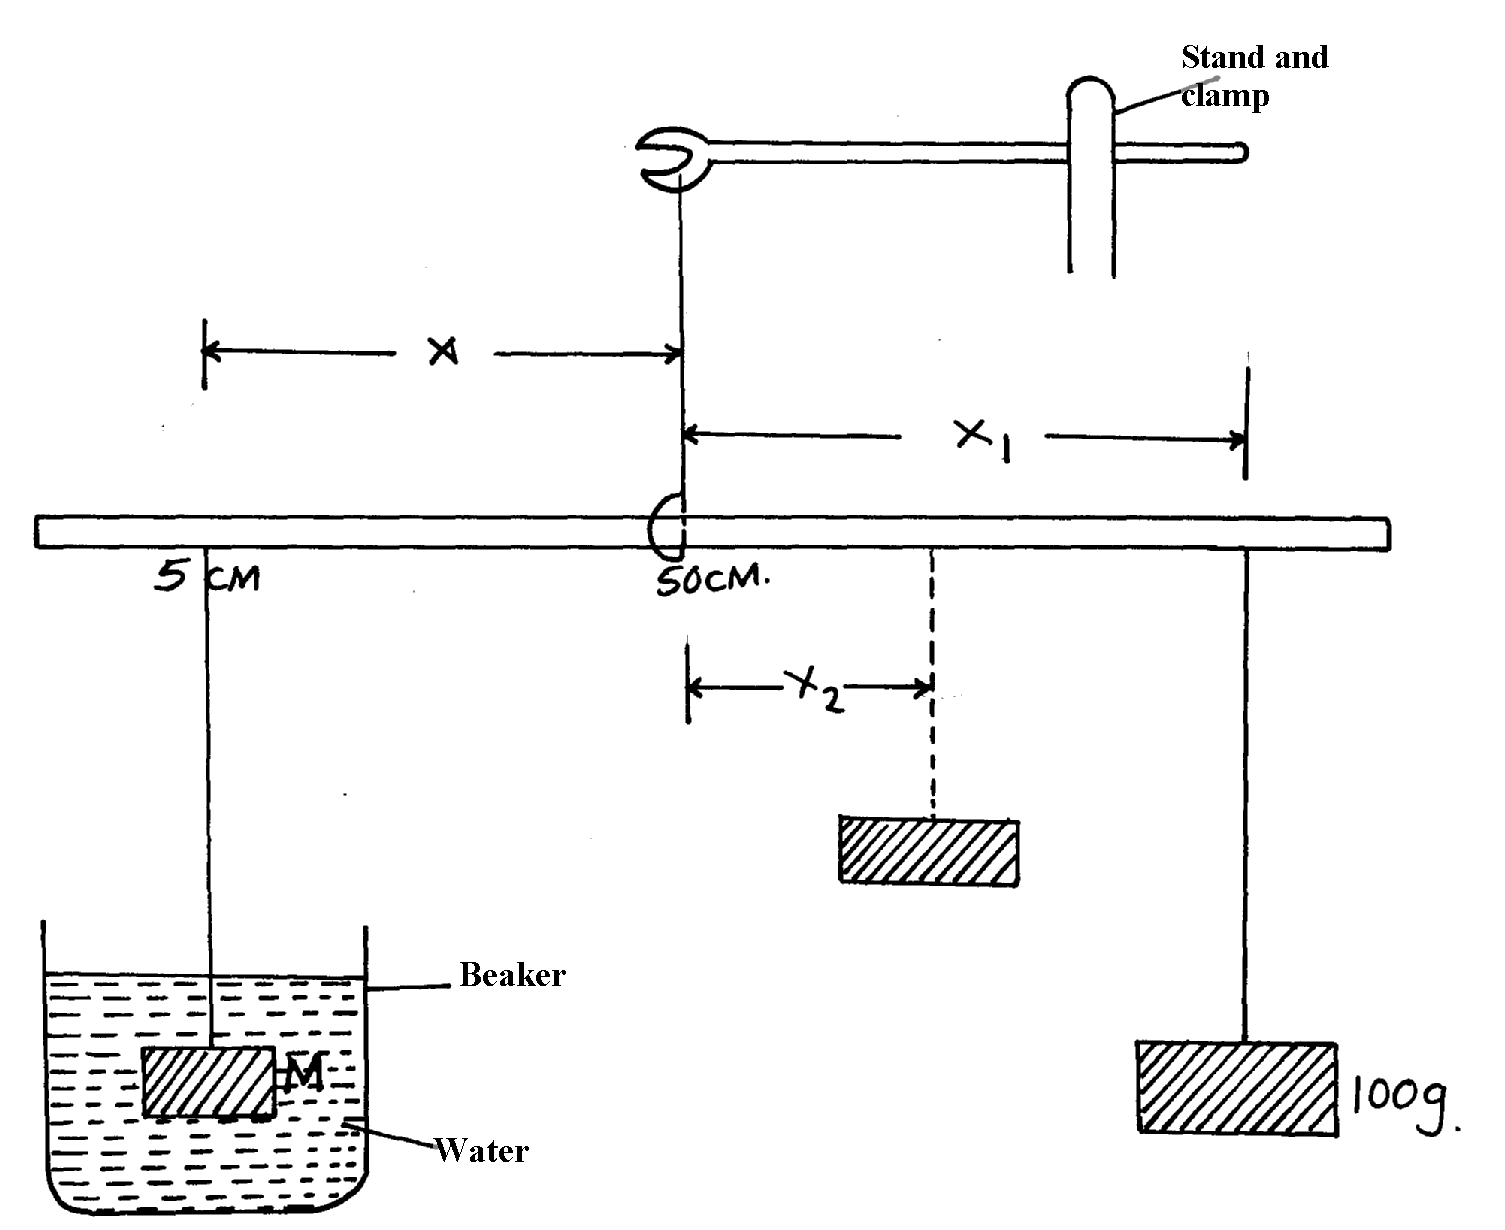 Stand and
clamp
X
X1
5 CM
50CM.
X2
Beaker
M
100g.
Water